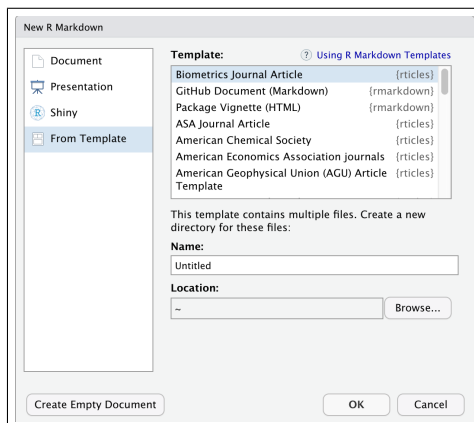 New R Markdown
Document
Presentation
R Shiny
From Template
Template:
? Using R Markdown Templates
Biometrics Journal Article {rticles}
GitHub Document (Markdown) {rmarkdown}
Package Vignette (HTML) {rmarkdown}
ASA Journal Article {rticles}
American Chemical Society {rticles}
American Economics Association journals {rticles}
American Geophysical Union (AGU) Article {rticles}
Template
This template contains multiple files. Create a new
directory for these files:
Name:
Untitled
Location:
~
Browse...
Create Empty Document
OK
Cancel